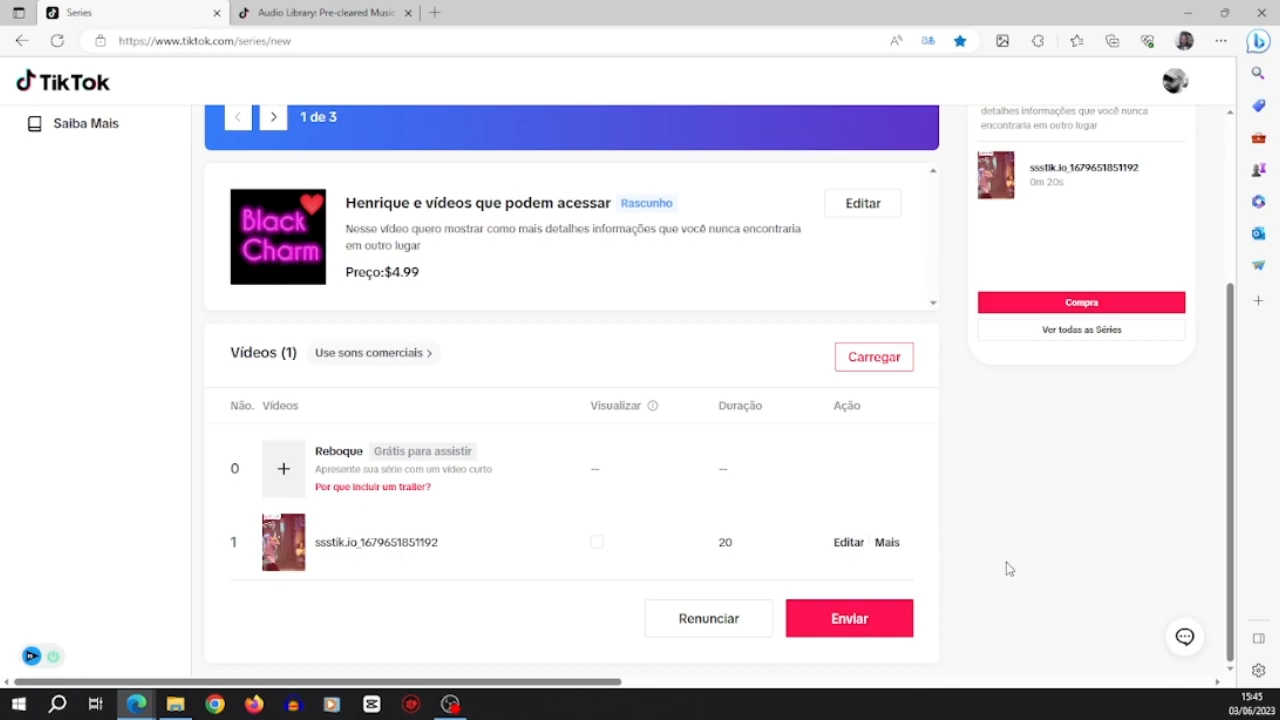 Series
Audio Library: Pre-cleared Music
https://www.tiktok.com/series/new
TikTok
Saiba Mais
1 de 3
detalhes informações que você nunca
encontraria em outro lugar
ssstik.io_1679651851192
0m 20s
Black
Charm
Henrique e vídeos que podem acessar
Rascunho
Editar
Nesse vídeo quero mostrar como mais detalhes informações que você nunca encontraria
em outro lugar
Preço:$4.99
Compra
Ver todas as Séries
Vídeos (1)
Use sons comerciais
Carregar
Não. Vídeos Visualizar Duração Ação
0
Reboque Grátis para assistir
Apresente sua série com um vídeo curto
Por que incluir um trailer?
-- --
1 ssstik.io_1679651851192 20 Editar Mais
Renunciar
Enviar
15:45
03/06/2023